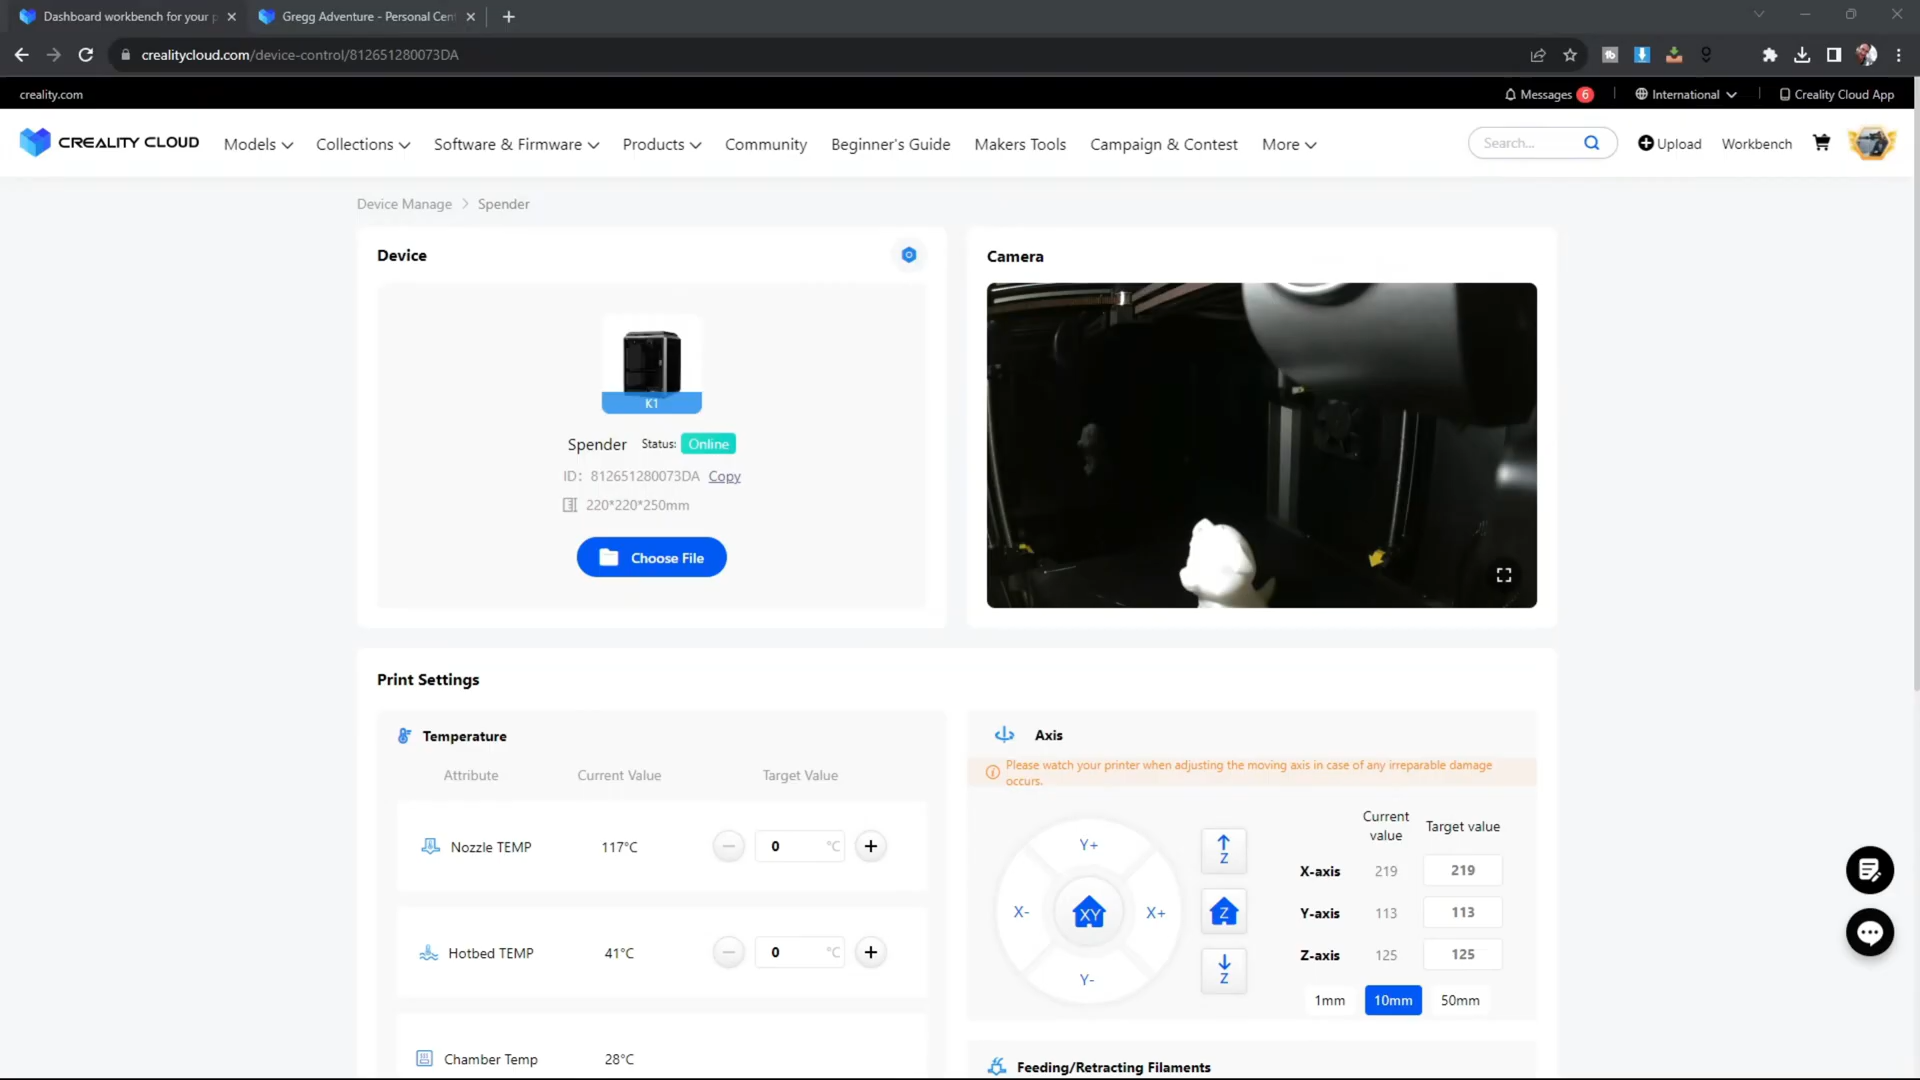 Dashboard workbench for your p
Gregg Adventure - Personal Cent
crealitycloud.com/device-control/812651280073DA
creality.com
Messages 6
International
Creality Cloud App
CREALITY CLOUD
Models
Collections
Software & Firmware
Products
Community
Beginner's Guide
Makers Tools
Campaign & Contest
More
Search...
Upload
Workbench
Device Manage > Spender
Device
K1
Spender Status: Online
ID: 812651280073DA Copy
220*220*250mm
Choose File
Camera
Print Settings
Temperature
Attribute Current Value Target Value
Nozzle TEMP 117°C 0 °C
Hotbed TEMP 41°C 0 °C
Chamber Temp 28°C
Axis
Please watch your printer when adjusting the moving axis in case of any irreparable damage
occurs.
Y+
X-
XY
X+
Y-
Z
Z
Z
Current
value
Target value
X-axis 219 219
Y-axis 113 113
Z-axis 125 125
1mm 10mm 50mm
Feeding/Retracting Filaments